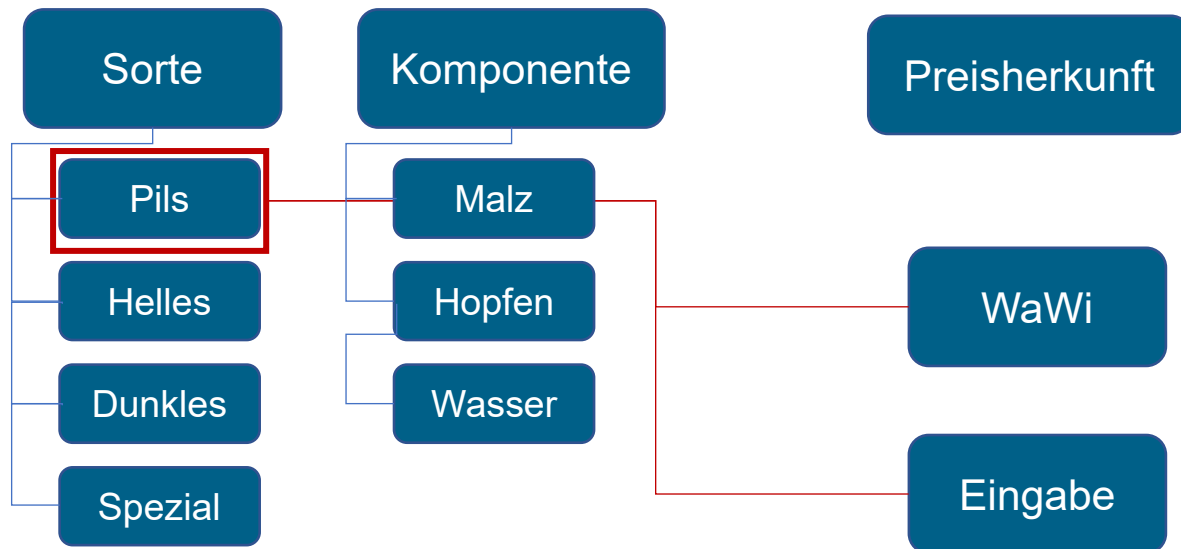 Sorte
Komponente
Preisherkunft
Pils
Malz
Helles
Hopfen
WaWi
Dunkles
Wasser
Spezial
Eingabe